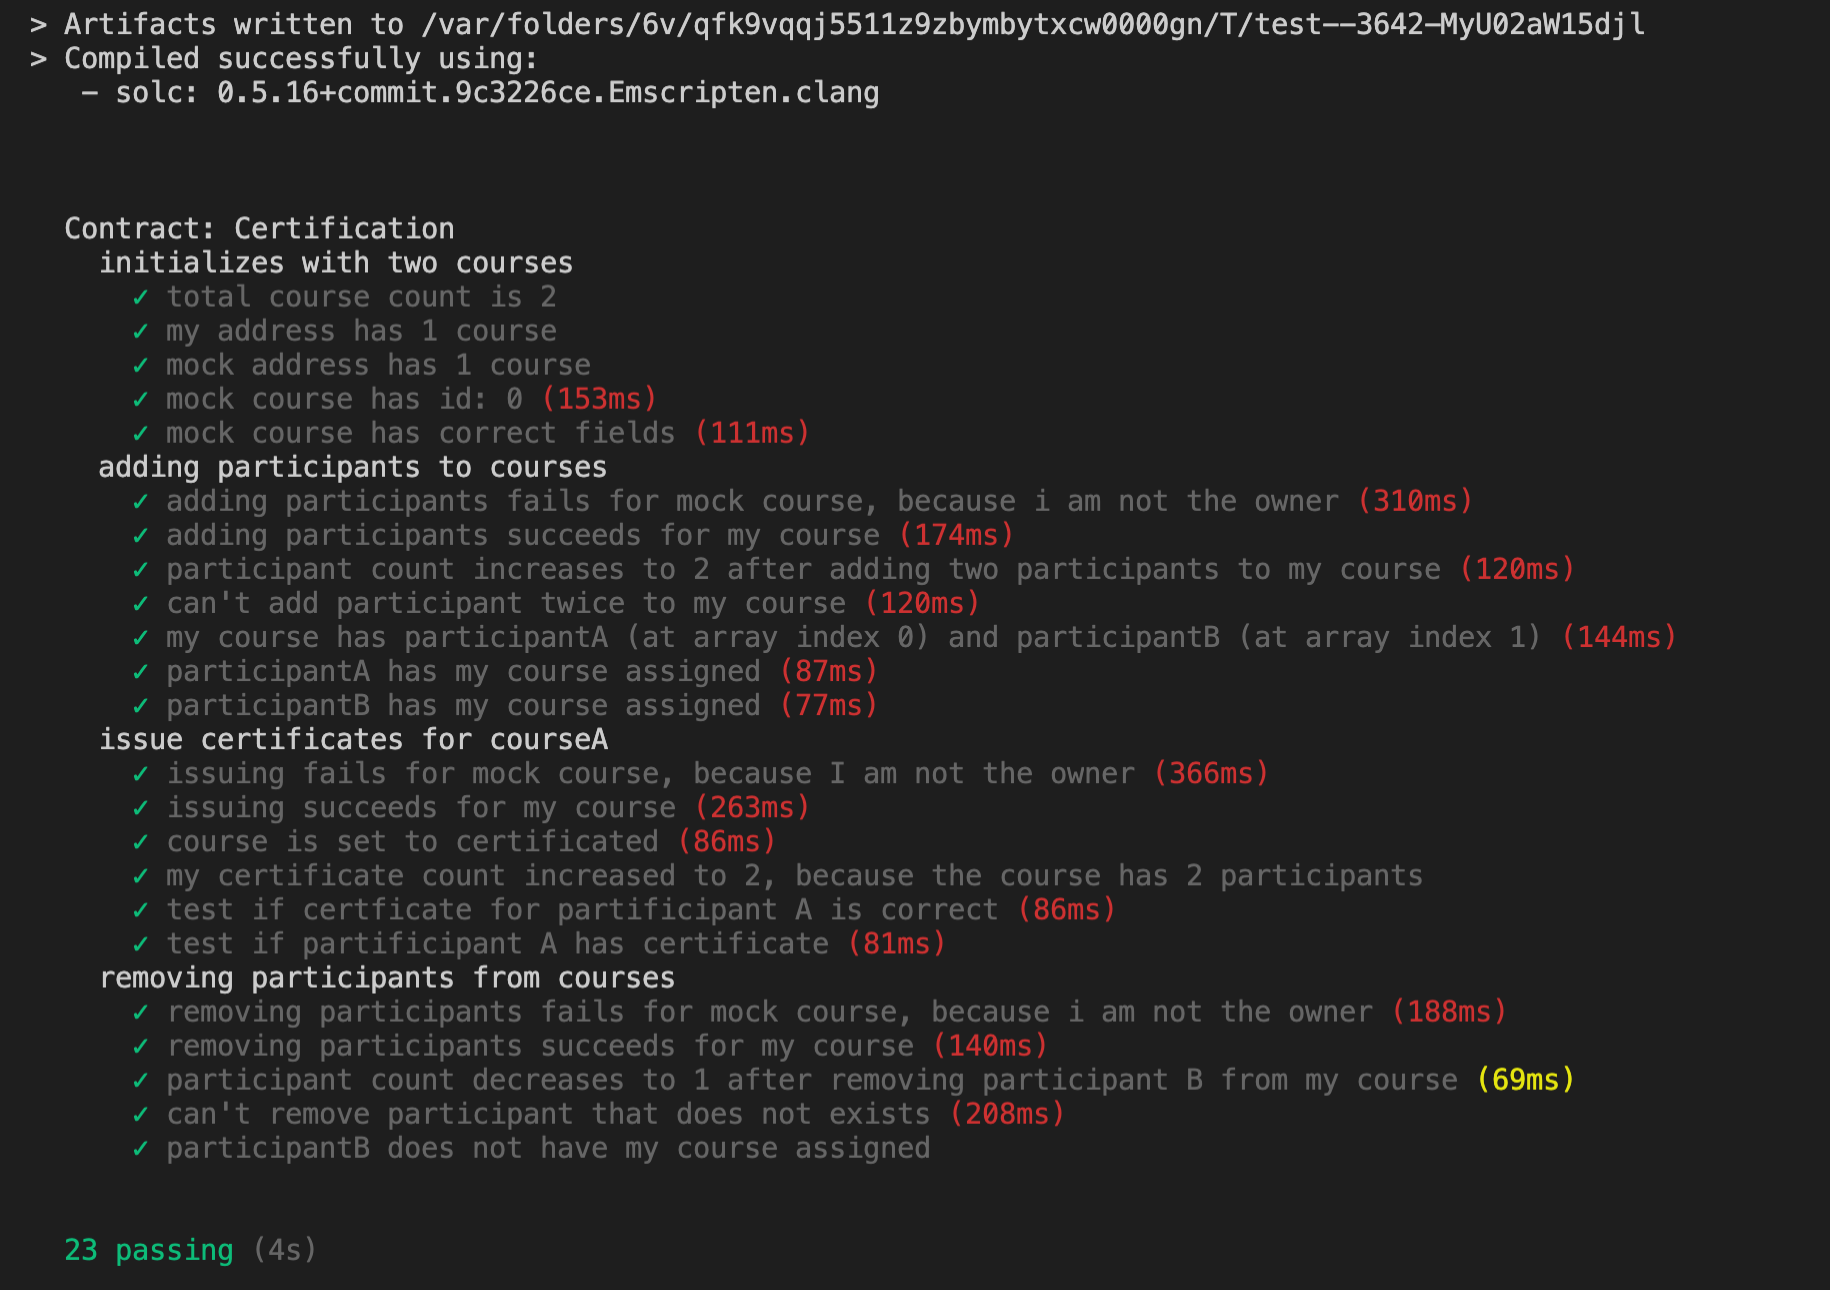 > Artifacts written to /var/folders/6v/qfk9vqqj5511z9zbymbytxcw0000gn/T/test--3642-MyU02aW15djl
> Compiled successfully using:
- solc: 0.5.16+commit.9c3226ce.Emscripten.clang
Contract: Certification
initializes with two courses
✓ total course count is 2
✓ my address has 1 course
✓ mock address has 1 course
✓ mock course has id: 0 (153ms)
✓ mock course has correct fields (111ms)
adding participants to courses
✓ adding participants fails for mock course, because i am not the owner (310ms)
✓ adding participants succeeds for my course (174ms)
✓ participant count increases to 2 after adding two participants to my course (120ms)
✓ can't add participant twice to my course (120ms)
✓ my course has participantA (at array index 0) and participantB (at array index 1) (144ms)
✓ participantA has my course assigned (87ms)
✓ participantB has my course assigned (77ms)
issue certificates for courseA
✓ issuing fails for mock course, because I am not the owner (366ms)
✓ issuing succeeds for my course (263ms)
✓ course is set to certificated (86ms)
✓ my certificate count increased to 2, because the course has 2 participants
✓ test if certficate for partificipant A is correct (86ms)
✓ test if partificipant A has certificate (81ms)
removing participants from courses
✓ removing participants fails for mock course, because i am not the owner (188ms)
✓ removing participants succeeds for my course (140ms)
✓ participant count decreases to 1 after removing participant B from my course (69ms)
✓ can't remove participant that does not exists (208ms)
✓ participantB does not have my course assigned
23 passing (4s)